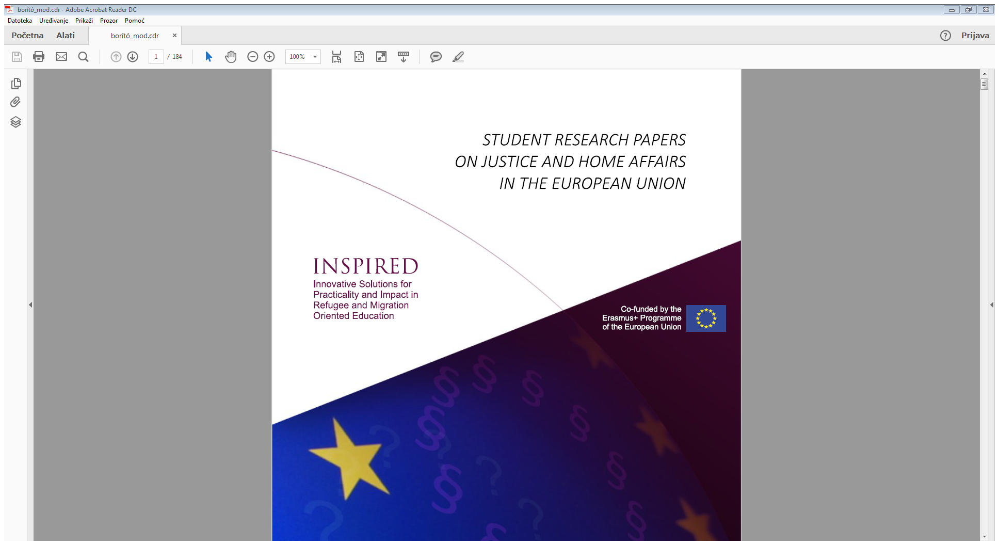 borító_mod.cdr - Adobe Acrobat Reader DC
Datoteka Uređivanje Prikaži Prozor Pomoć
Početna Alati borító_mod.cdr × ? Prijava
1 / 184 100%
STUDENT RESEARCH PAPERS
ON JUSTICE AND HOME AFFAIRS
IN THE EUROPEAN UNION
INSPIRED
Innovative Solutions for
Practicality and Impact in
Refugee and Migration
Oriented Education
Co-funded by the
Erasmus+ Programme
of the European Union